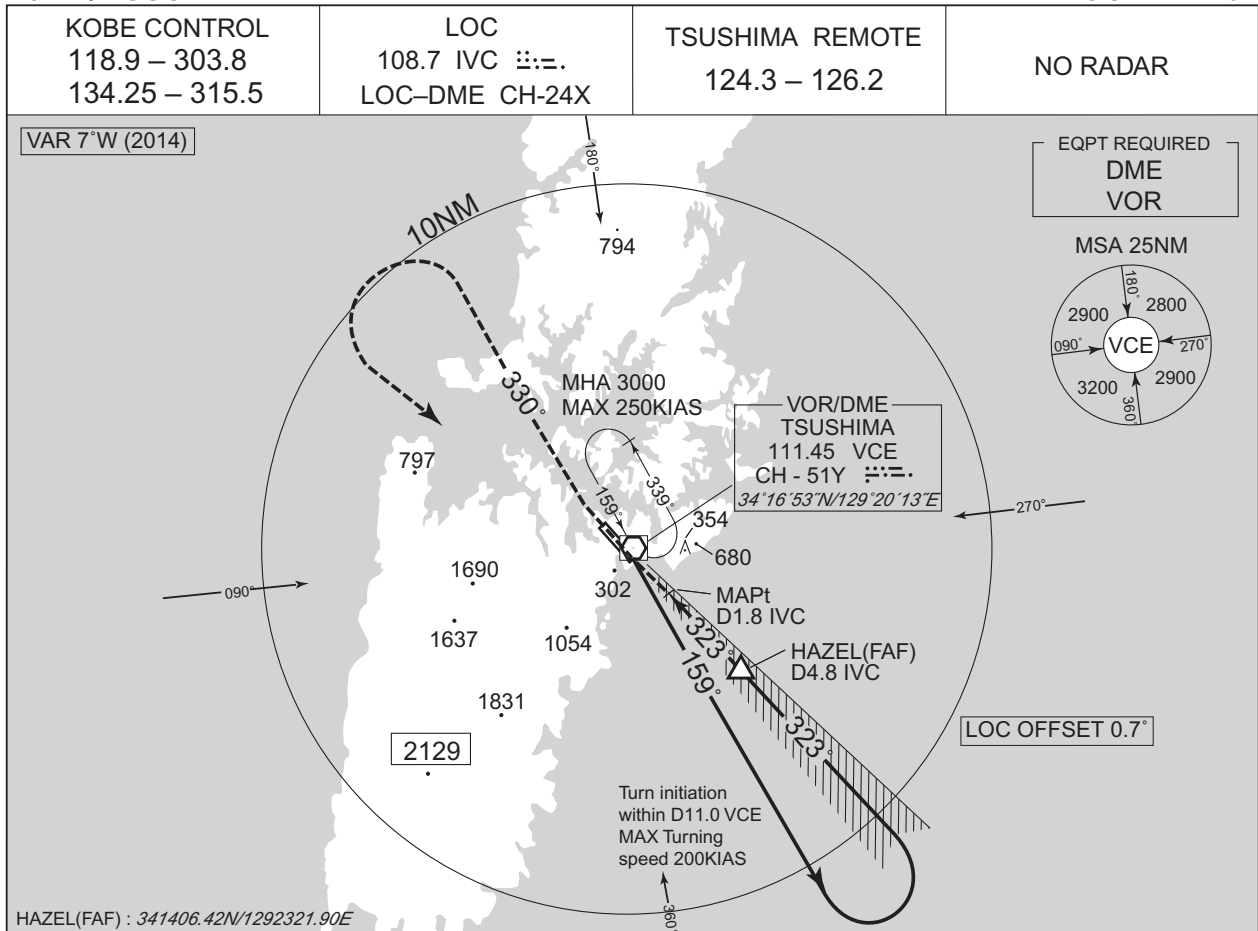 KOBE CONTROL
118.9 – 303.8
134.25 – 315.5
LOC
108.7 IVC
LOC–DME CH-24X
TSUSHIMA REMOTE
124.3 – 126.2
NO RADAR
VAR 7°W (2014)
EQPT REQUIRED
DME
VOR
180°
10NM
794
MSA 25NM
180°
2900
2800
090°
VCE
270°
3200
2900
360°
330°
MHA 3000
MAX 250KIAS
VOR/DME
TSUSHIMA
111.45 VCE
CH - 51Y
34°16´53˝N/129°20´13˝E
797
159°
339°
354
680
270°
090°
1690
302
MAPt
D1.8 IVC
1637
1054
323°
159°
HAZEL(FAF)
D4.8 IVC
1831
323°
LOC OFFSET 0.7°
2129
Turn initiation
within D11.0 VCE
MAX Turning
speed 200KIAS
360°
HAZEL(FAF) : 341406.42N/1292321.90E